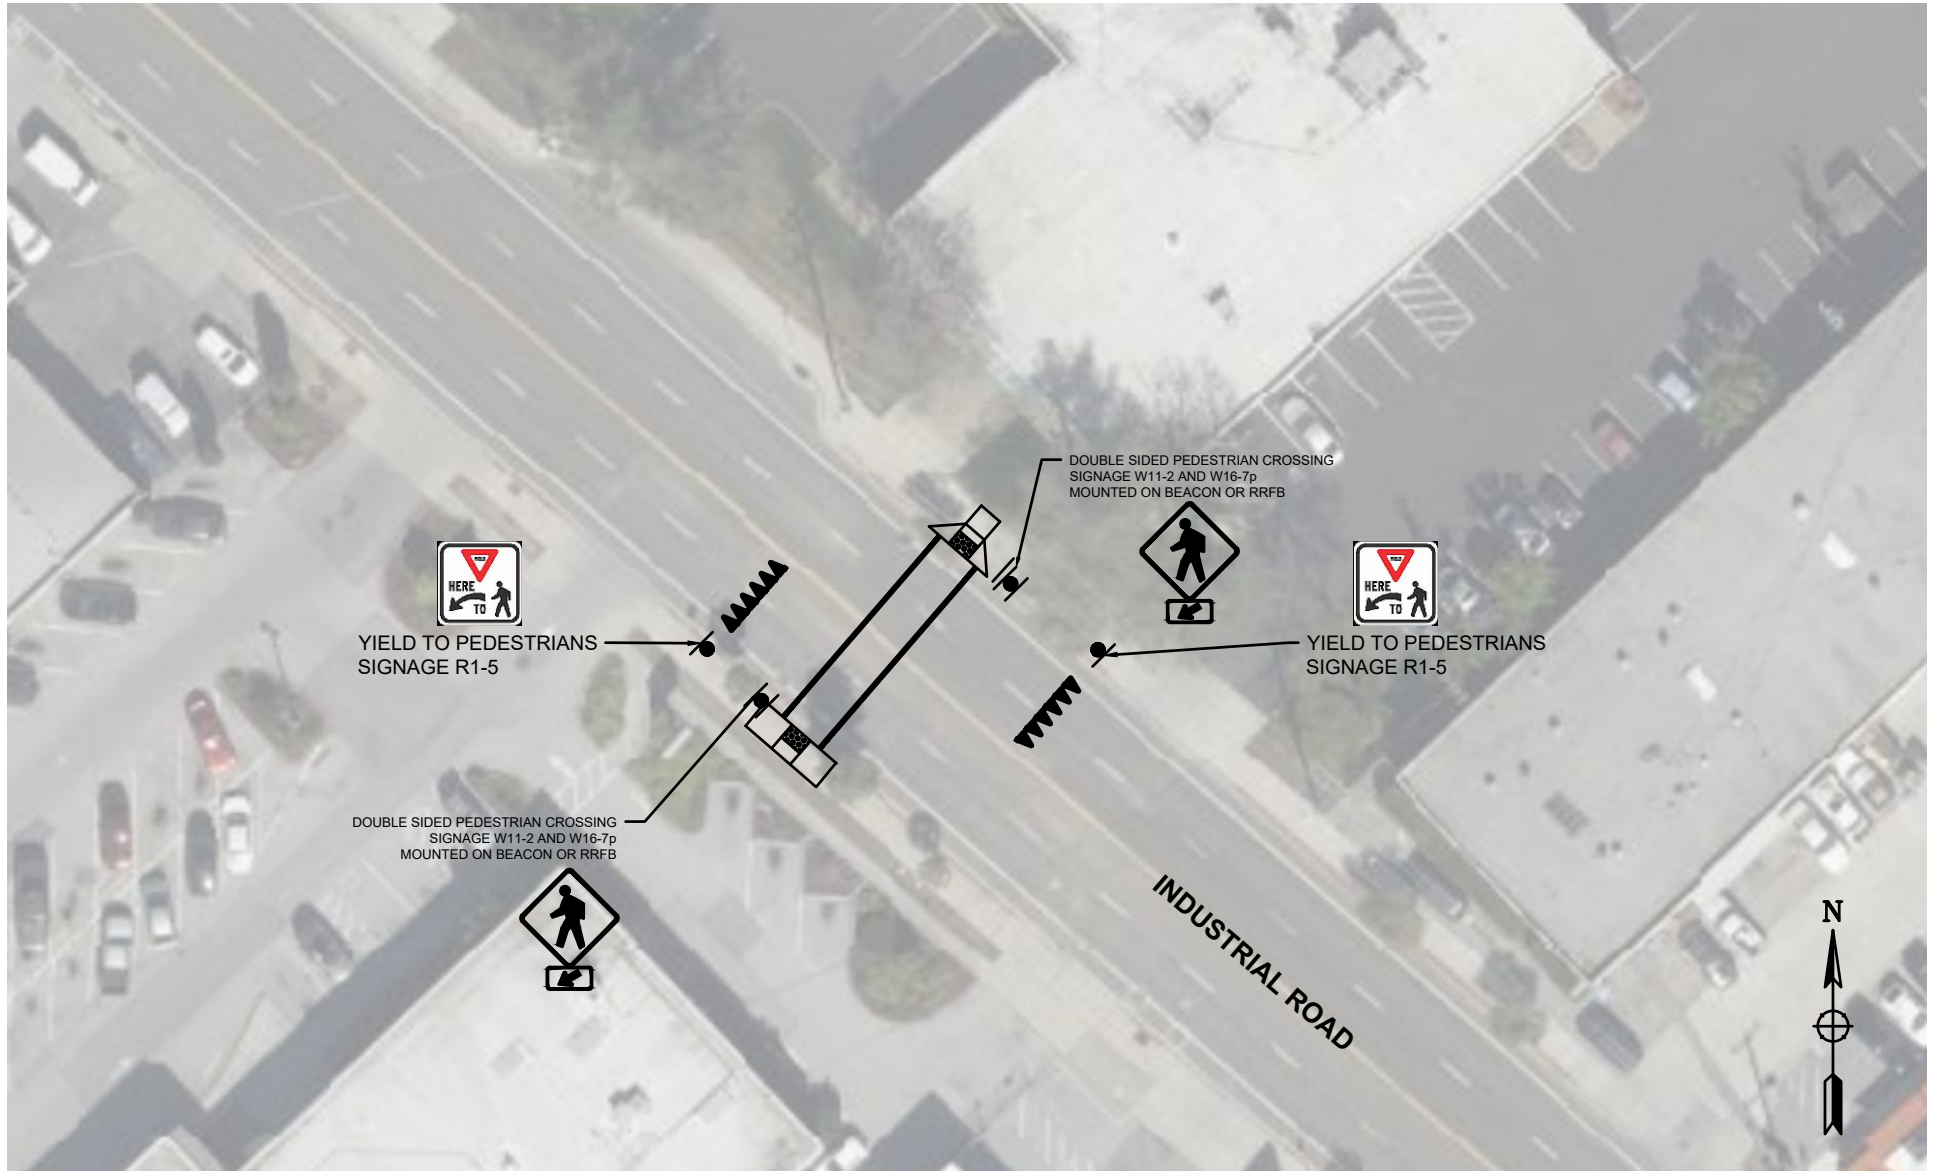 DOUBLE SIDED PEDESTRIAN CROSSING
SIGNAGE W11-2 AND W16-7p
MOUNTED ON BEACON OR RRFB
YIELD
HERE
TO
YIELD TO PEDESTRIANS
SIGNAGE R1-5
YIELD
HERE
TO
YIELD TO PEDESTRIANS
SIGNAGE R1-5
DOUBLE SIDED PEDESTRIAN CROSSING
SIGNAGE W11-2 AND W16-7p
MOUNTED ON BEACON OR RRFB
INDUSTRIAL ROAD
N